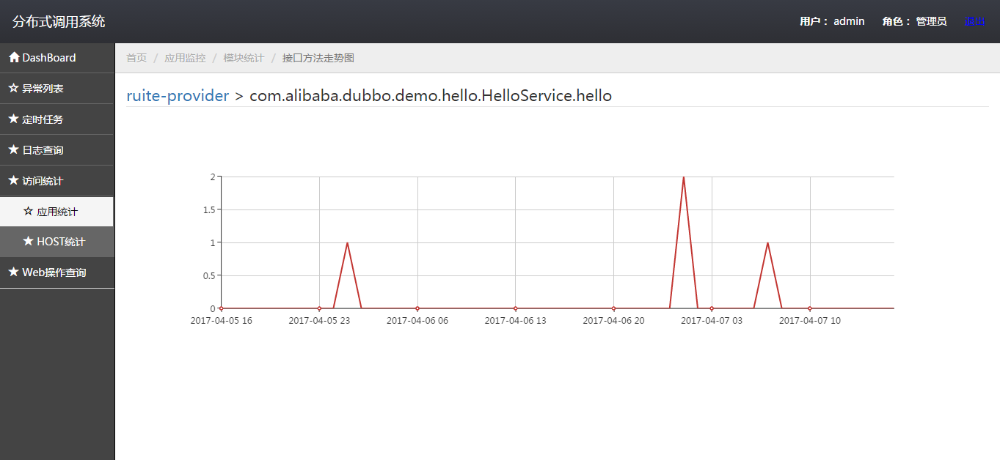 分布式调用系统
用户： admin 角色： 管理员 退出
DashBoard
异常列表
定时任务
日志查询
访问统计
应用统计
HOST统计
Web操作查询
首页 / 应用监控 / 模块统计 / 接口方法走势图
ruite-provider > com.alibaba.dubbo.demo.hello.HelloService.hello
2
1.5
1
0.5
0
2017-04-05 16 2017-04-05 23 2017-04-06 06 2017-04-06 13 2017-04-06 20 2017-04-07 03 2017-04-07 10